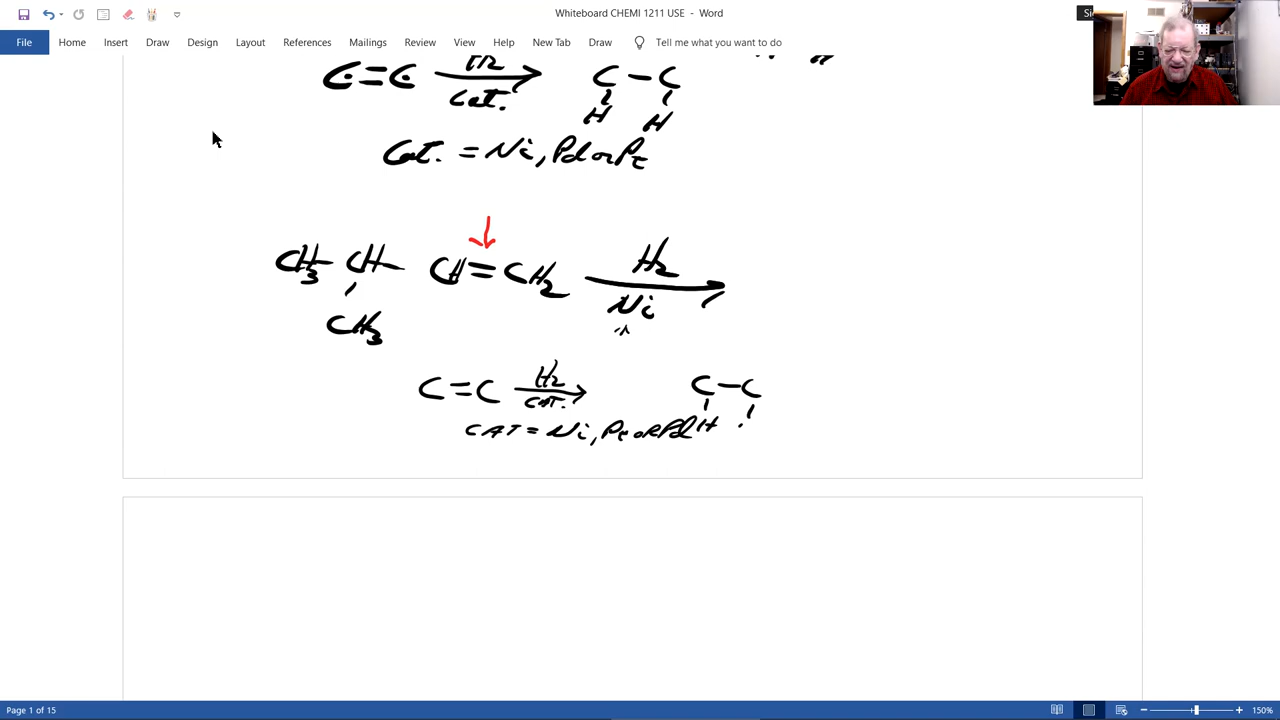 Whiteboard CHEMI 1211 USE - Word
File Home Insert Draw Design Layout References Mailings Review View Help New Tab Draw Tell me what you want to do
C=C H2 Cat. C-C
H H
Cat. = Ni, Pd or Pt
CH3 CH- CH=CH2 H2 Ni
CH3
C=C H2 Cat. C-C
CAT = Ni, Pt OR Pd H
Page 1 of 15 150%